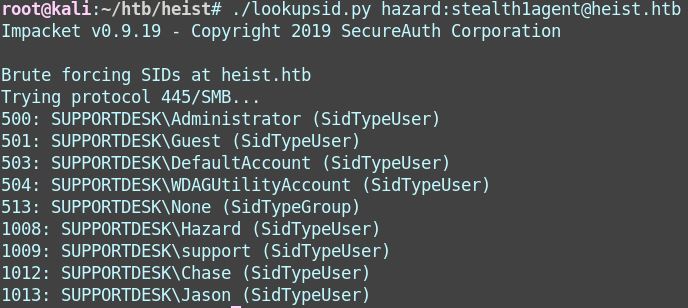 root@kali:~/htb/heist# ./lookupsid.py hazard:stealth1agent@heist.htb
Impacket v0.9.19 - Copyright 2019 SecureAuth Corporation
Brute forcing SIDs at heist.htb
Trying protocol 445/SMB...
500: SUPPORTDESK\Administrator (SidTypeUser)
501: SUPPORTDESK\Guest (SidTypeUser)
503: SUPPORTDESK\DefaultAccount (SidTypeUser)
504: SUPPORTDESK\WDAGUtilityAccount (SidTypeUser)
513: SUPPORTDESK\None (SidTypeGroup)
1008: SUPPORTDESK\Hazard (SidTypeUser)
1009: SUPPORTDESK\support (SidTypeUser)
1012: SUPPORTDESK\Chase (SidTypeUser)
1013: SUPPORTDESK\Jason (SidTypeUser)